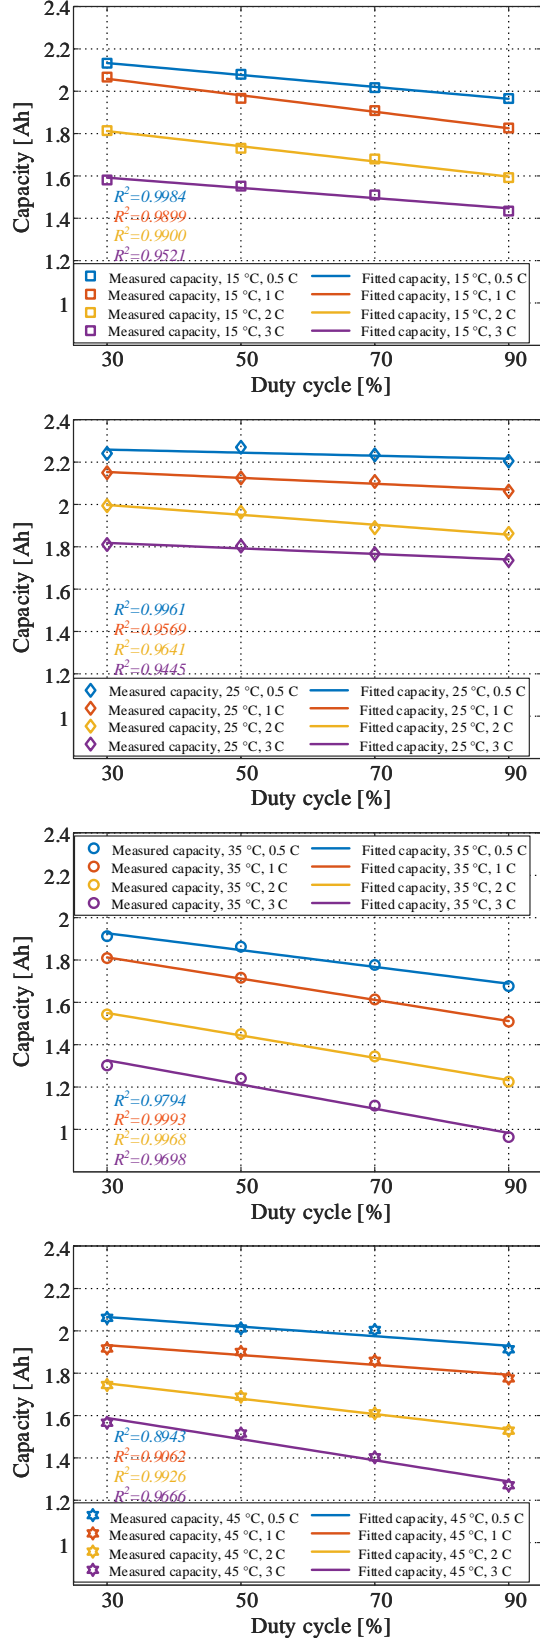 2.4
2.2
2
1.8
1.6
1.4
1.2
1
Capacity [Ah]
R²=0.9984
R²=0.9899
R²=0.9900
R²=0.9521
Measured capacity, 15 °C, 0.5 C Fitted capacity, 15 °C, 0.5 C
Measured capacity, 15 °C, 1 C Fitted capacity, 15 °C, 1 C
Measured capacity, 15 °C, 2 C Fitted capacity, 15 °C, 2 C
Measured capacity, 15 °C, 3 C Fitted capacity, 15 °C, 3 C
30 50 70 90
Duty cycle [%]
2.4
2.2
2
1.8
1.6
1.4
1.2
1
Capacity [Ah]
R²=0.9961
R²=0.9569
R²=0.9641
R²=0.9445
Measured capacity, 25 °C, 0.5 C Fitted capacity, 25 °C, 0.5 C
Measured capacity, 25 °C, 1 C Fitted capacity, 25 °C, 1 C
Measured capacity, 25 °C, 2 C Fitted capacity, 25 °C, 2 C
Measured capacity, 25 °C, 3 C Fitted capacity, 25 °C, 3 C
30 50 70 90
Duty cycle [%]
2.4
2.2
2
1.8
1.6
1.4
1.2
1
Capacity [Ah]
Measured capacity, 35 °C, 0.5 C Fitted capacity, 35 °C, 0.5 C
Measured capacity, 35 °C, 1 C Fitted capacity, 35 °C, 1 C
Measured capacity, 35 °C, 2 C Fitted capacity, 35 °C, 2 C
Measured capacity, 35 °C, 3 C Fitted capacity, 35 °C, 3 C
R²=0.9794
R²=0.9993
R²=0.9968
R²=0.9698
30 50 70 90
Duty cycle [%]
2.4
2.2
2
1.8
1.6
1.4
1.2
1
Capacity [Ah]
R²=0.8943
R²=0.9062
R²=0.9926
R²=0.9666
Measured capacity, 45 °C, 0.5 C Fitted capacity, 45 °C, 0.5 C
Measured capacity, 45 °C, 1 C Fitted capacity, 45 °C, 1 C
Measured capacity, 45 °C, 2 C Fitted capacity, 45 °C, 2 C
Measured capacity, 45 °C, 3 C Fitted capacity, 45 °C, 3 C
30 50 70 90
Duty cycle [%]